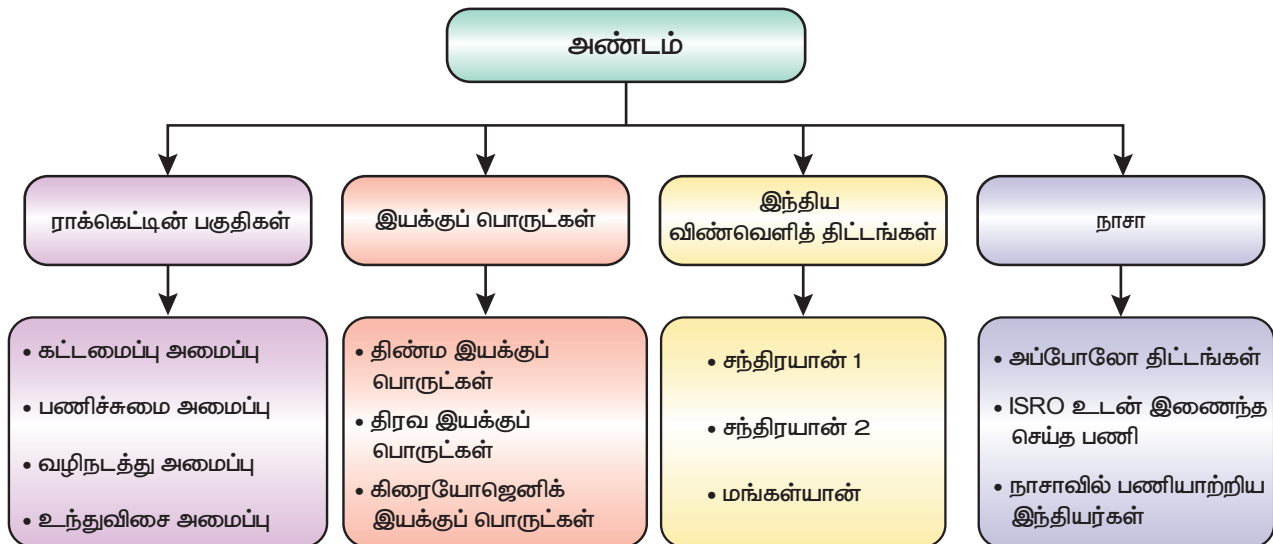 அண்டம்
ராக்கெட்டின் பகுதிகள்
இயக்குப் பொருட்கள்
இந்திய
விண்வெளித் திட்டங்கள்
நாசா
• கட்டமைப்பு அமைப்பு
• பணிச்சுமை அமைப்பு
• வழிநடத்து அமைப்பு
• உந்துவிசை அமைப்பு
• திண்ம இயக்குப்
பொருட்கள்
• திரவ இயக்குப்
பொருட்கள்
• கிரையோஜெனிக்
இயக்குப் பொருட்கள்
• சந்திரயான் 1
• சந்திரயான் 2
• மங்கள்யான்
• அப்போலோ திட்டங்கள்
• ISRO உடன் இணைந்த
செய்த பணி
• நாசாவில் பணியாற்றிய
இந்தியர்கள்